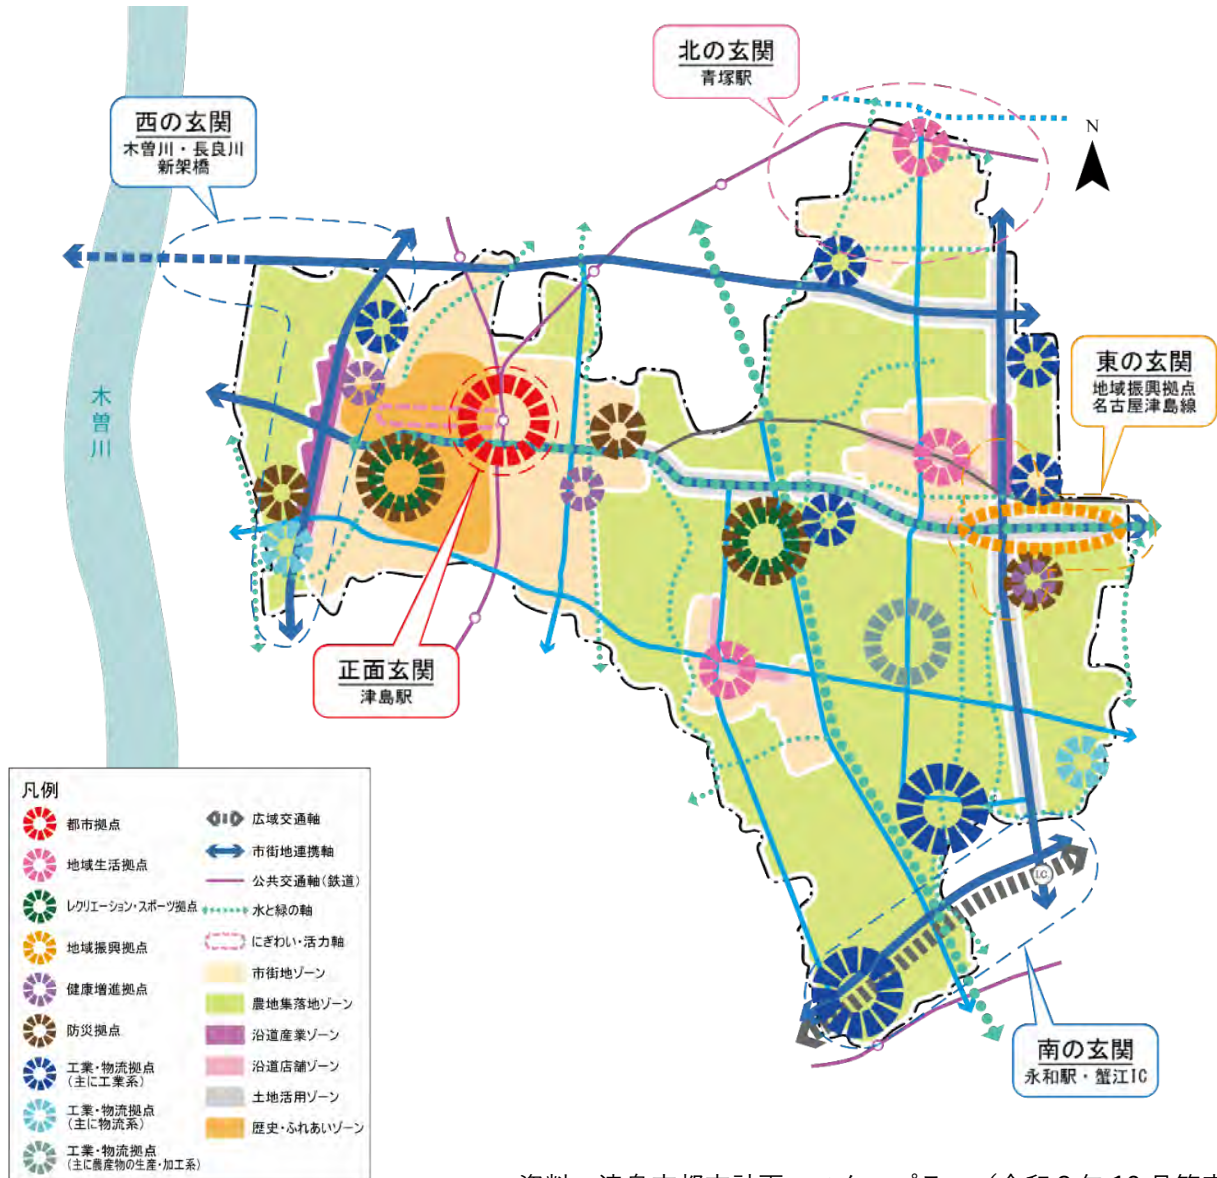 北の玄関
青塚駅
西の玄関
木曽川・長良川
新架橋
N
東の玄関
地域振興拠点
名古屋津島線
木曽川
正面玄関
津島駅
I.C.
南の玄関
永和駅・蟹江IC
凡例
都市拠点
地域生活拠点
レクリエーション・スポーツ拠点
地域振興拠点
健康増進拠点
防災拠点
工業・物流拠点
(主に工業系)
工業・物流拠点
(主に物流系)
工業・物流拠点
(主に農産物の生産・加工系)
広域交通軸
市街地連携軸
公共交通軸(鉄道)
水と緑の軸
にぎわい・活力軸
市街地ゾーン
農地集落地ゾーン
沿道産業ゾーン
沿道店舗ゾーン
土地活用ゾーン
歴史・ふれあいゾーン